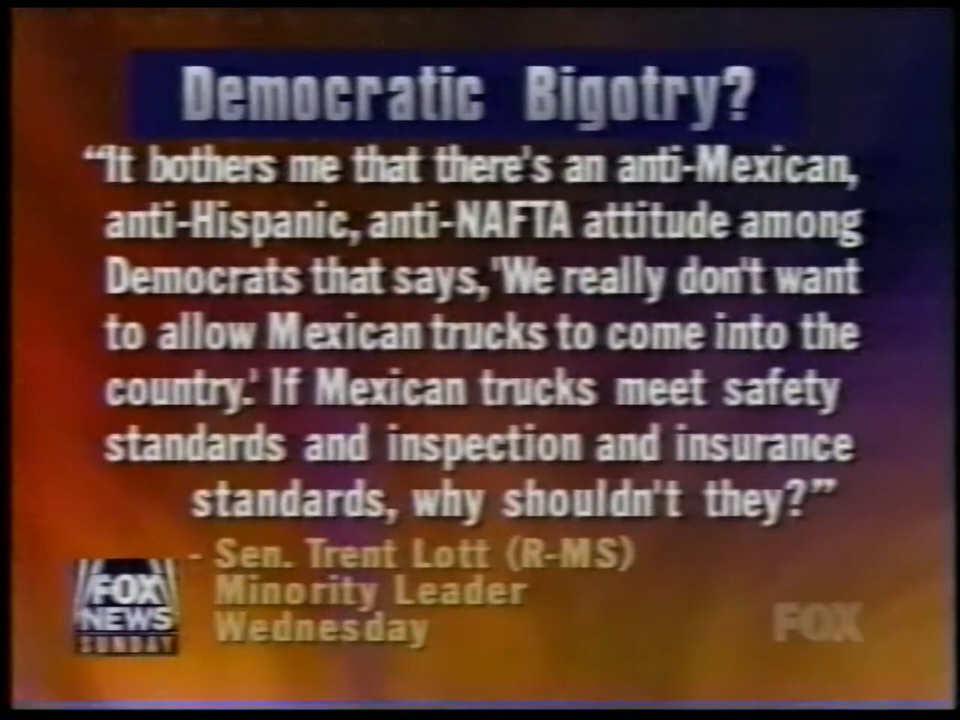 Democratic Bigotry?
“It bothers me that there's an anti-Mexican,
anti-Hispanic, anti-NAFTA attitude among
Democrats that says, 'We really don't want
to allow Mexican trucks to come into the
country.' If Mexican trucks meet safety
standards and inspection and insurance
standards, why shouldn't they?”
- Sen. Trent Lott (R-MS)
Minority Leader
Wednesday
FOX
NEWS
SUNDAY
FOX